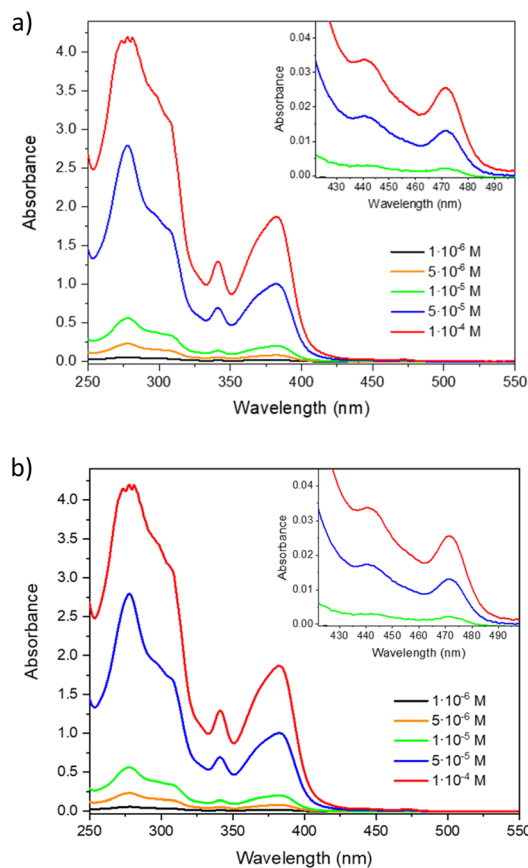 a)
4.0
3.5
3.0
2.5
2.0
1.5
1.0
0.5
0.0
Absorbance
250 300 350 400 450 500 550
Wavelength (nm)
0.04
0.03
0.02
0.01
0.00
Absorbance
430 440 450 460 470 480 490
Wavelength (nm)
1·10⁻⁶ M
5·10⁻⁶ M
1·10⁻⁵ M
5·10⁻⁵ M
1·10⁻⁴ M
b)
4.0
3.5
3.0
2.5
2.0
1.5
1.0
0.5
0.0
Absorbance
250 300 350 400 450 500 550
Wavelength (nm)
0.04
0.03
0.02
0.01
0.00
Absorbance
430 440 450 460 470 480 490
Wavelength (nm)
1·10⁻⁶ M
5·10⁻⁶ M
1·10⁻⁵ M
5·10⁻⁵ M
1·10⁻⁴ M